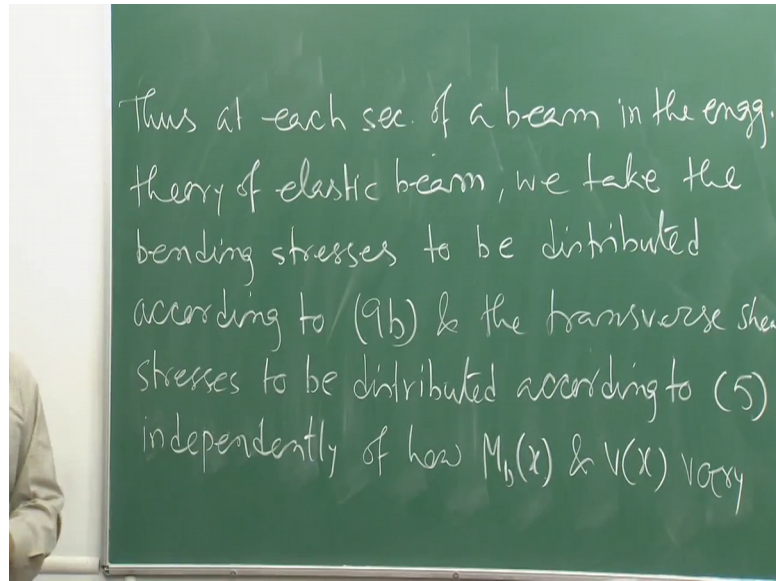 Thus at each sec. of a beam in the engg.
theory of elastic beam, we take the
bending stresses to be distributed
according to (9b) & the transverse shea
stresses to be distributed according to (5)
independently of how M_b(x) & V(x) vary